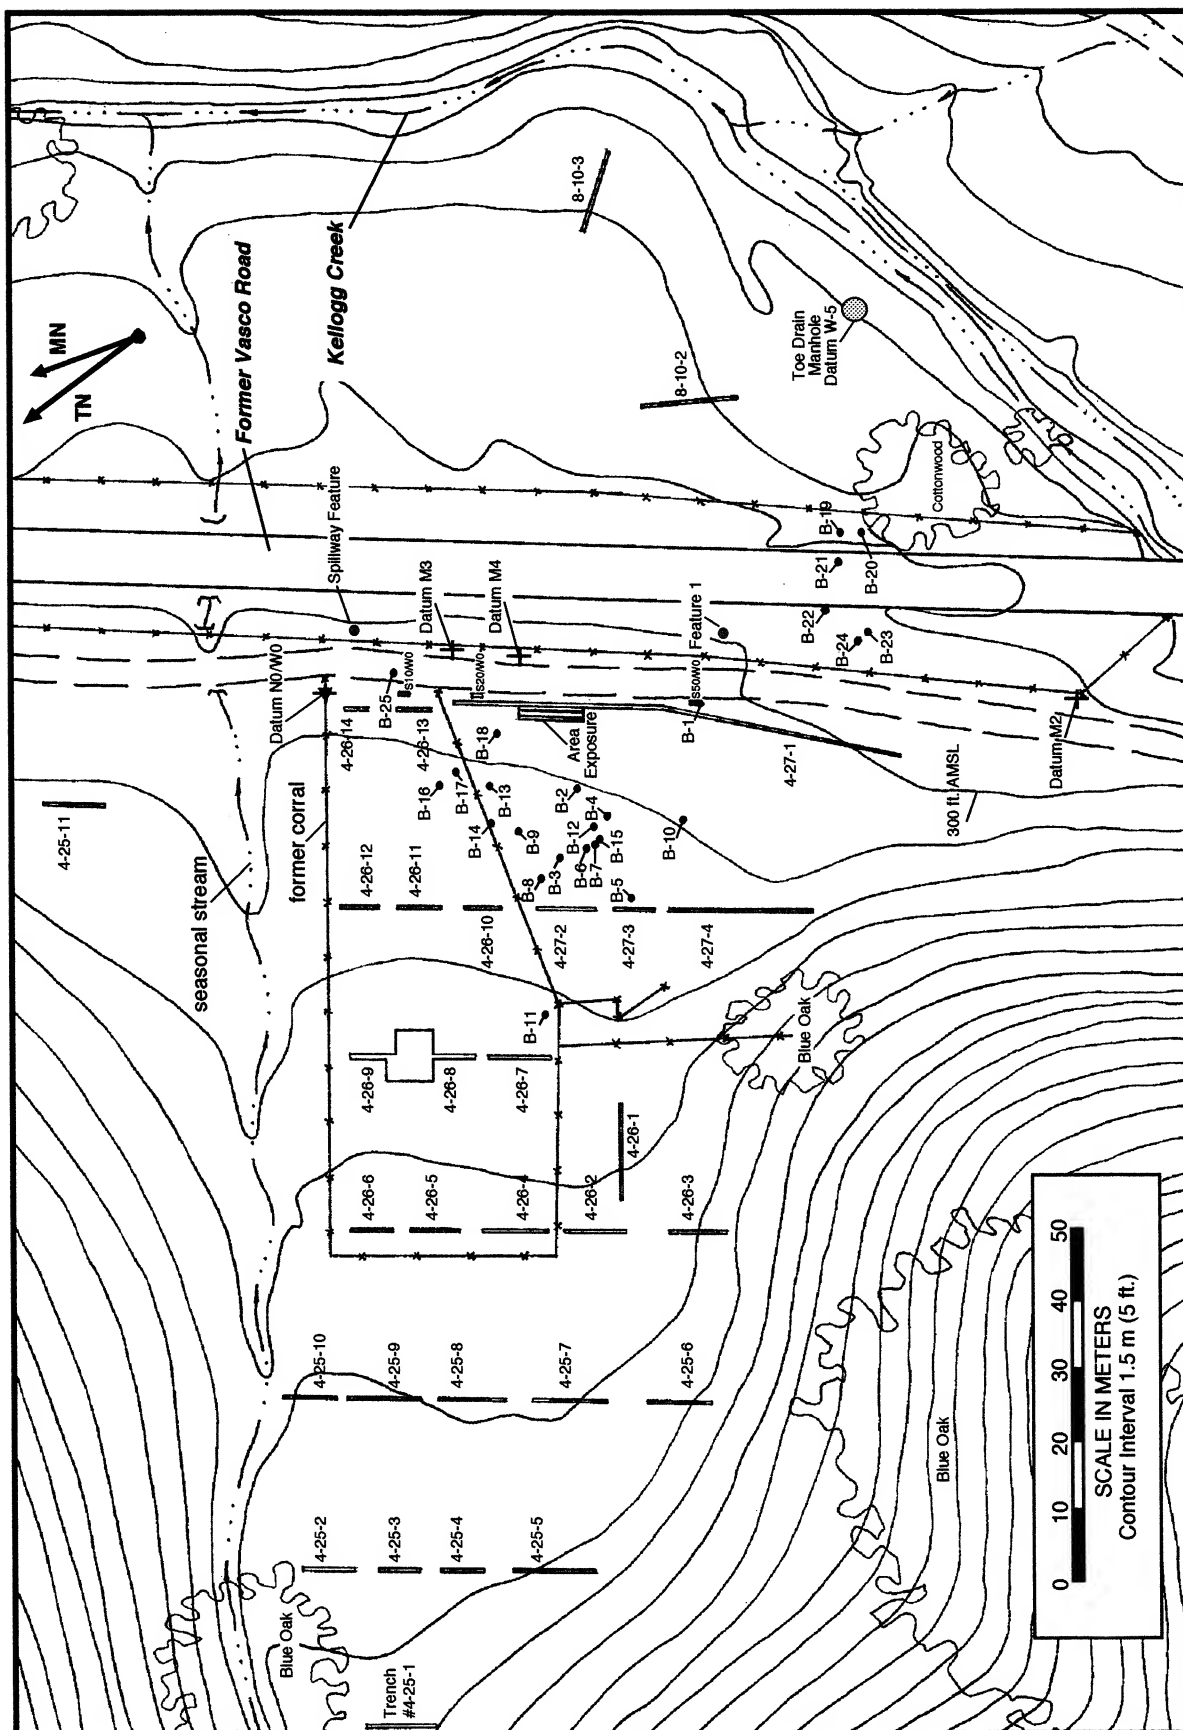 MN
TN
Former Vasco Road
Kellogg Creek
8-10-3
8-10-2
Toe Drain
Manhole
Datum W-5
Cottonwood
Spillway Feature
Datum M3
Datum M4
Feature 1
B-19
B-20
B-21
B-22
B-23
B-24
Datum N0/W0
S10/W0
S20/W0
S50/W0
B-25
B-1
B-18
Area
Exposure
4-26-14
4-26-13
4-27-1
Datum M2
300 ft. AMSL
4-25-11
seasonal stream
former corral
B-16
B-17
B-13
B-14
B-9
B-2
B-4
B-12
B-6
B-7
B-15
B-3
B-8
B-5
B-10
4-26-12
4-26-11
4-26-10
4-27-2
4-27-3
4-27-4
B-11
Blue Oak
4-26-9
4-26-8
4-26-7
4-26-1
4-26-6
4-26-5
4-26-4
4-26-2
4-26-3
4-25-10
4-25-9
4-25-8
4-25-7
4-25-6
4-25-2
4-25-3
4-25-4
4-25-5
Blue Oak
Blue Oak
Trench
#4-25-1
0 10 20 30 40 50
SCALE IN METERS
Contour Interval 1.5 m (5 ft.)